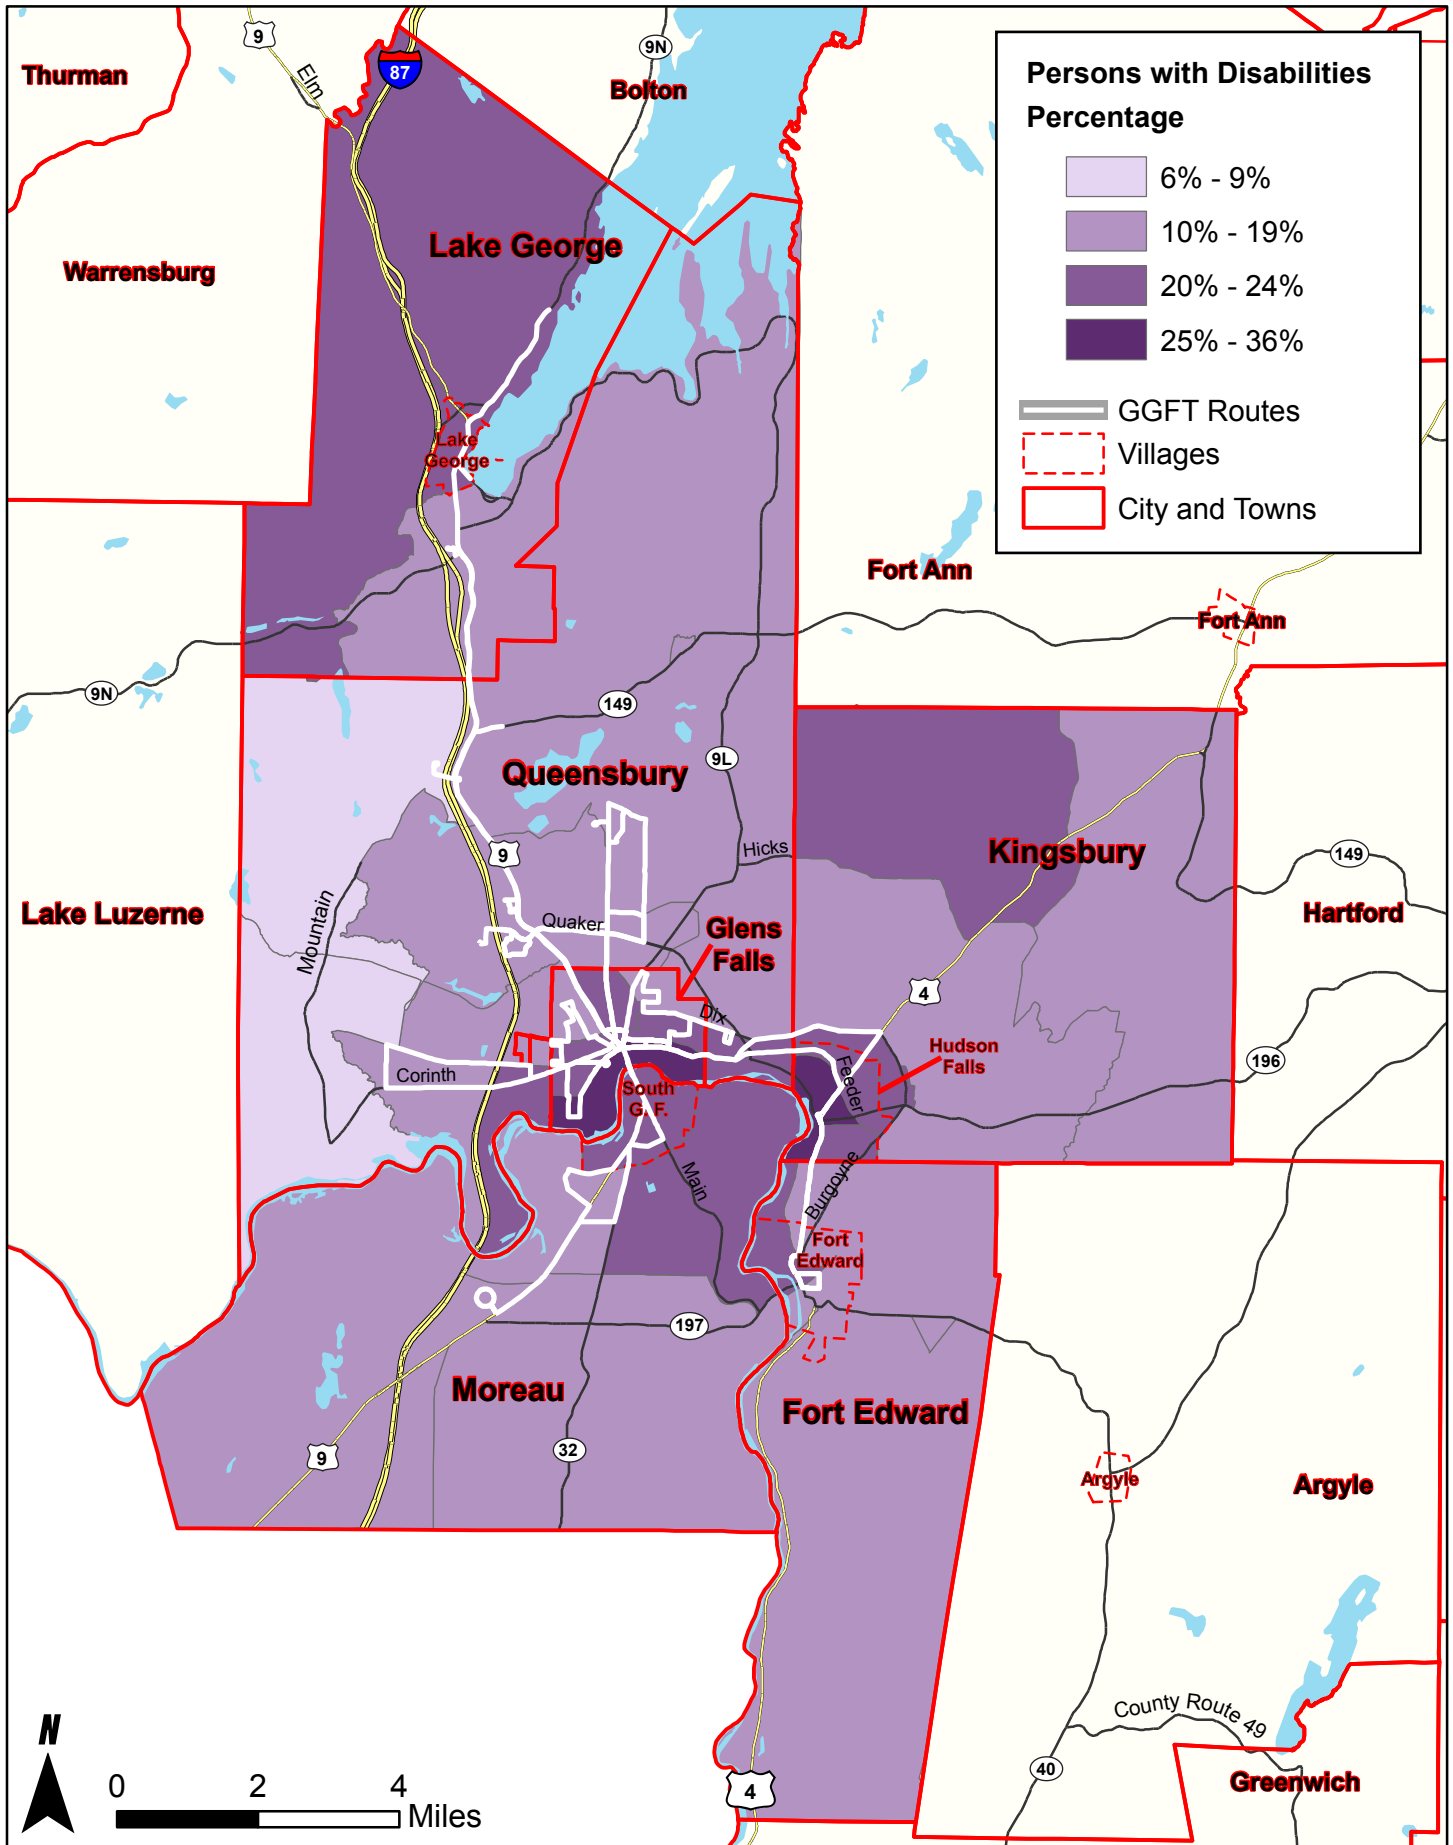 9
Elm
87
9N
Thurman
Bolton
Warrensburg
Lake George
Persons with Disabilities
Percentage
6% - 9%
10% - 19%
20% - 24%
25% - 36%
GGFT Routes
Villages
City and Towns
Lake
George
Fort Ann
Fort Ann
9N
149
9L
Queensbury
Hicks
9
Kingsbury
149
Lake Luzerne
Mountain
Quaker
Glens
Falls
Hartford
4
Dix
Hudson
Falls
196
Corinth
Feeder
South
G.F.
Main
Burgoyne
Fort
Edward
197
Moreau
Fort Edward
9
32
Argyle
Argyle
County Route 49
40
Greenwich
4
N
0 2 4
Miles